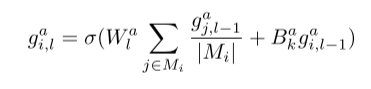 g^a_{i,l} = σ(W^a_l ∑_{j∈M_i} g^a_{j,l−1} / |M_i| + B^a_k g^a_{i,l−1})